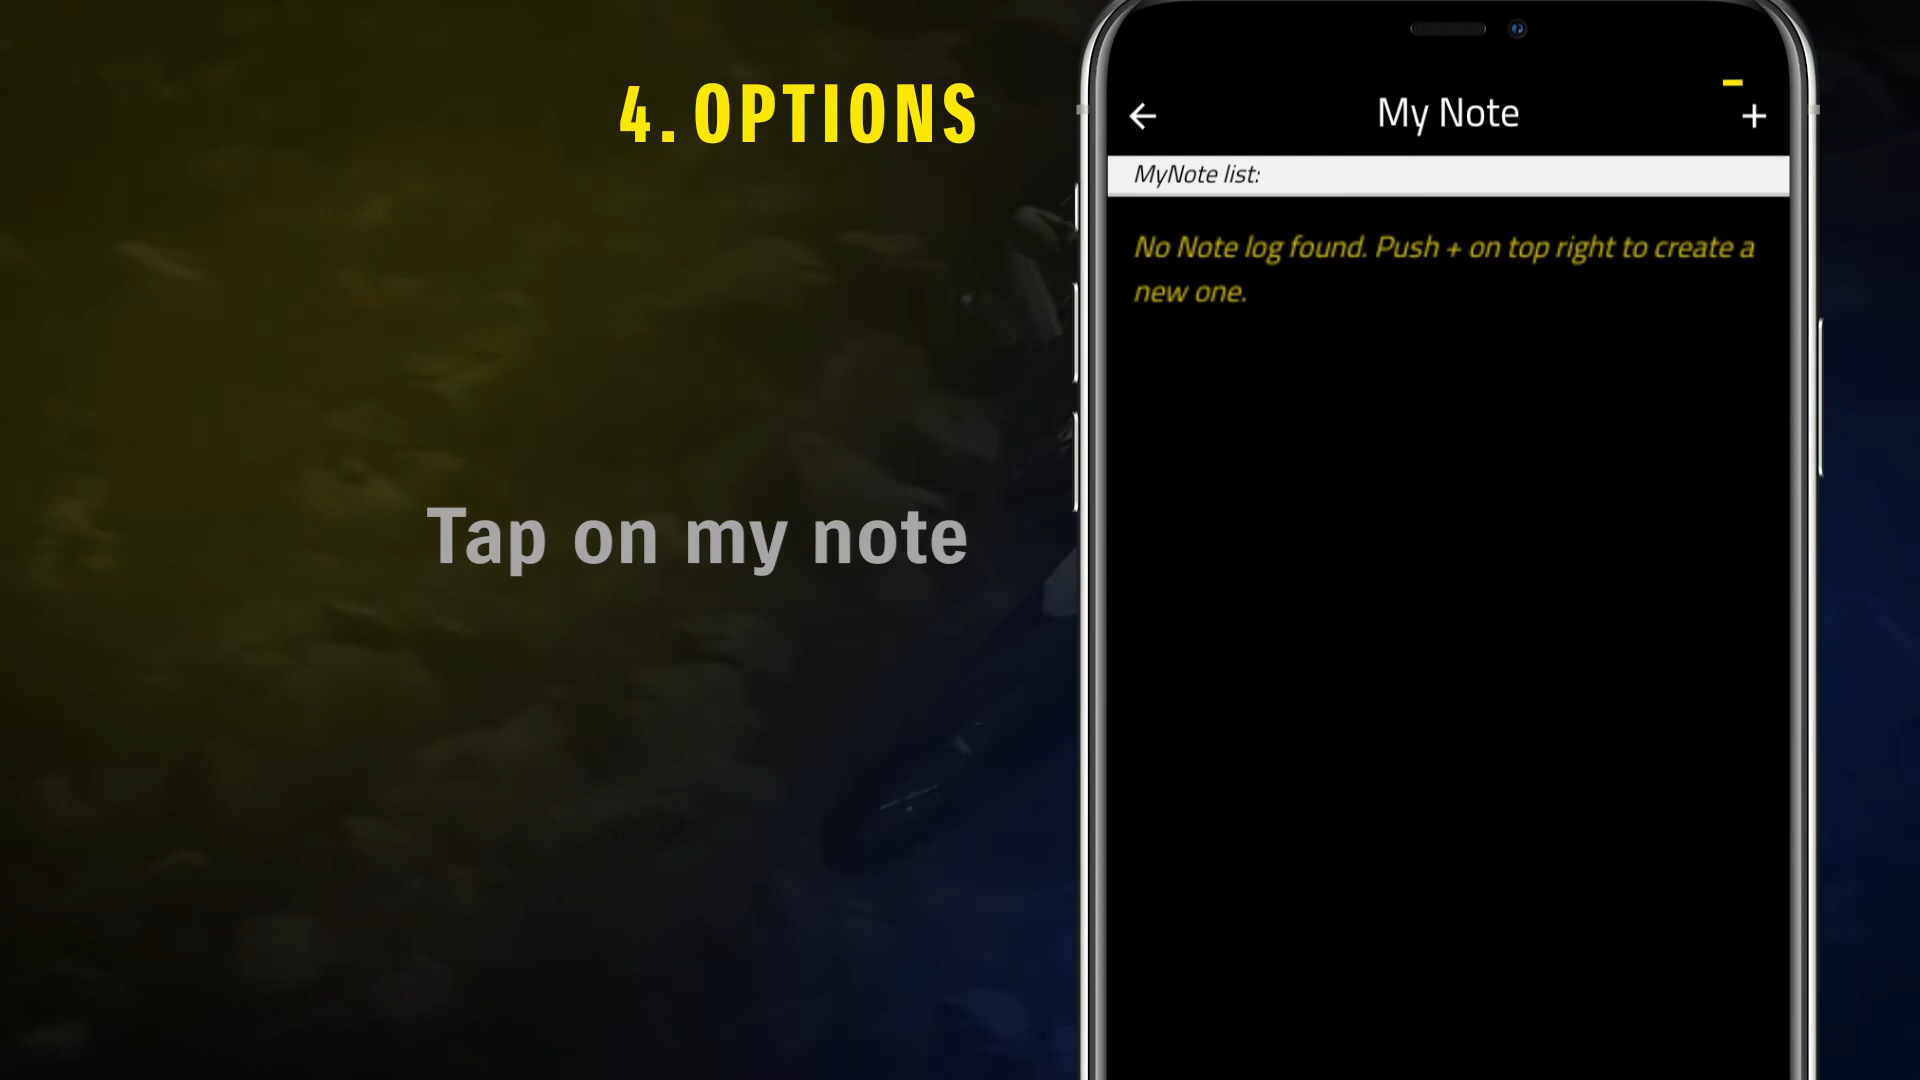 4. OPTIONS
Tap on my note
My Note
+
MyNote list:
No Note log found. Push + on top right to create a
new one.